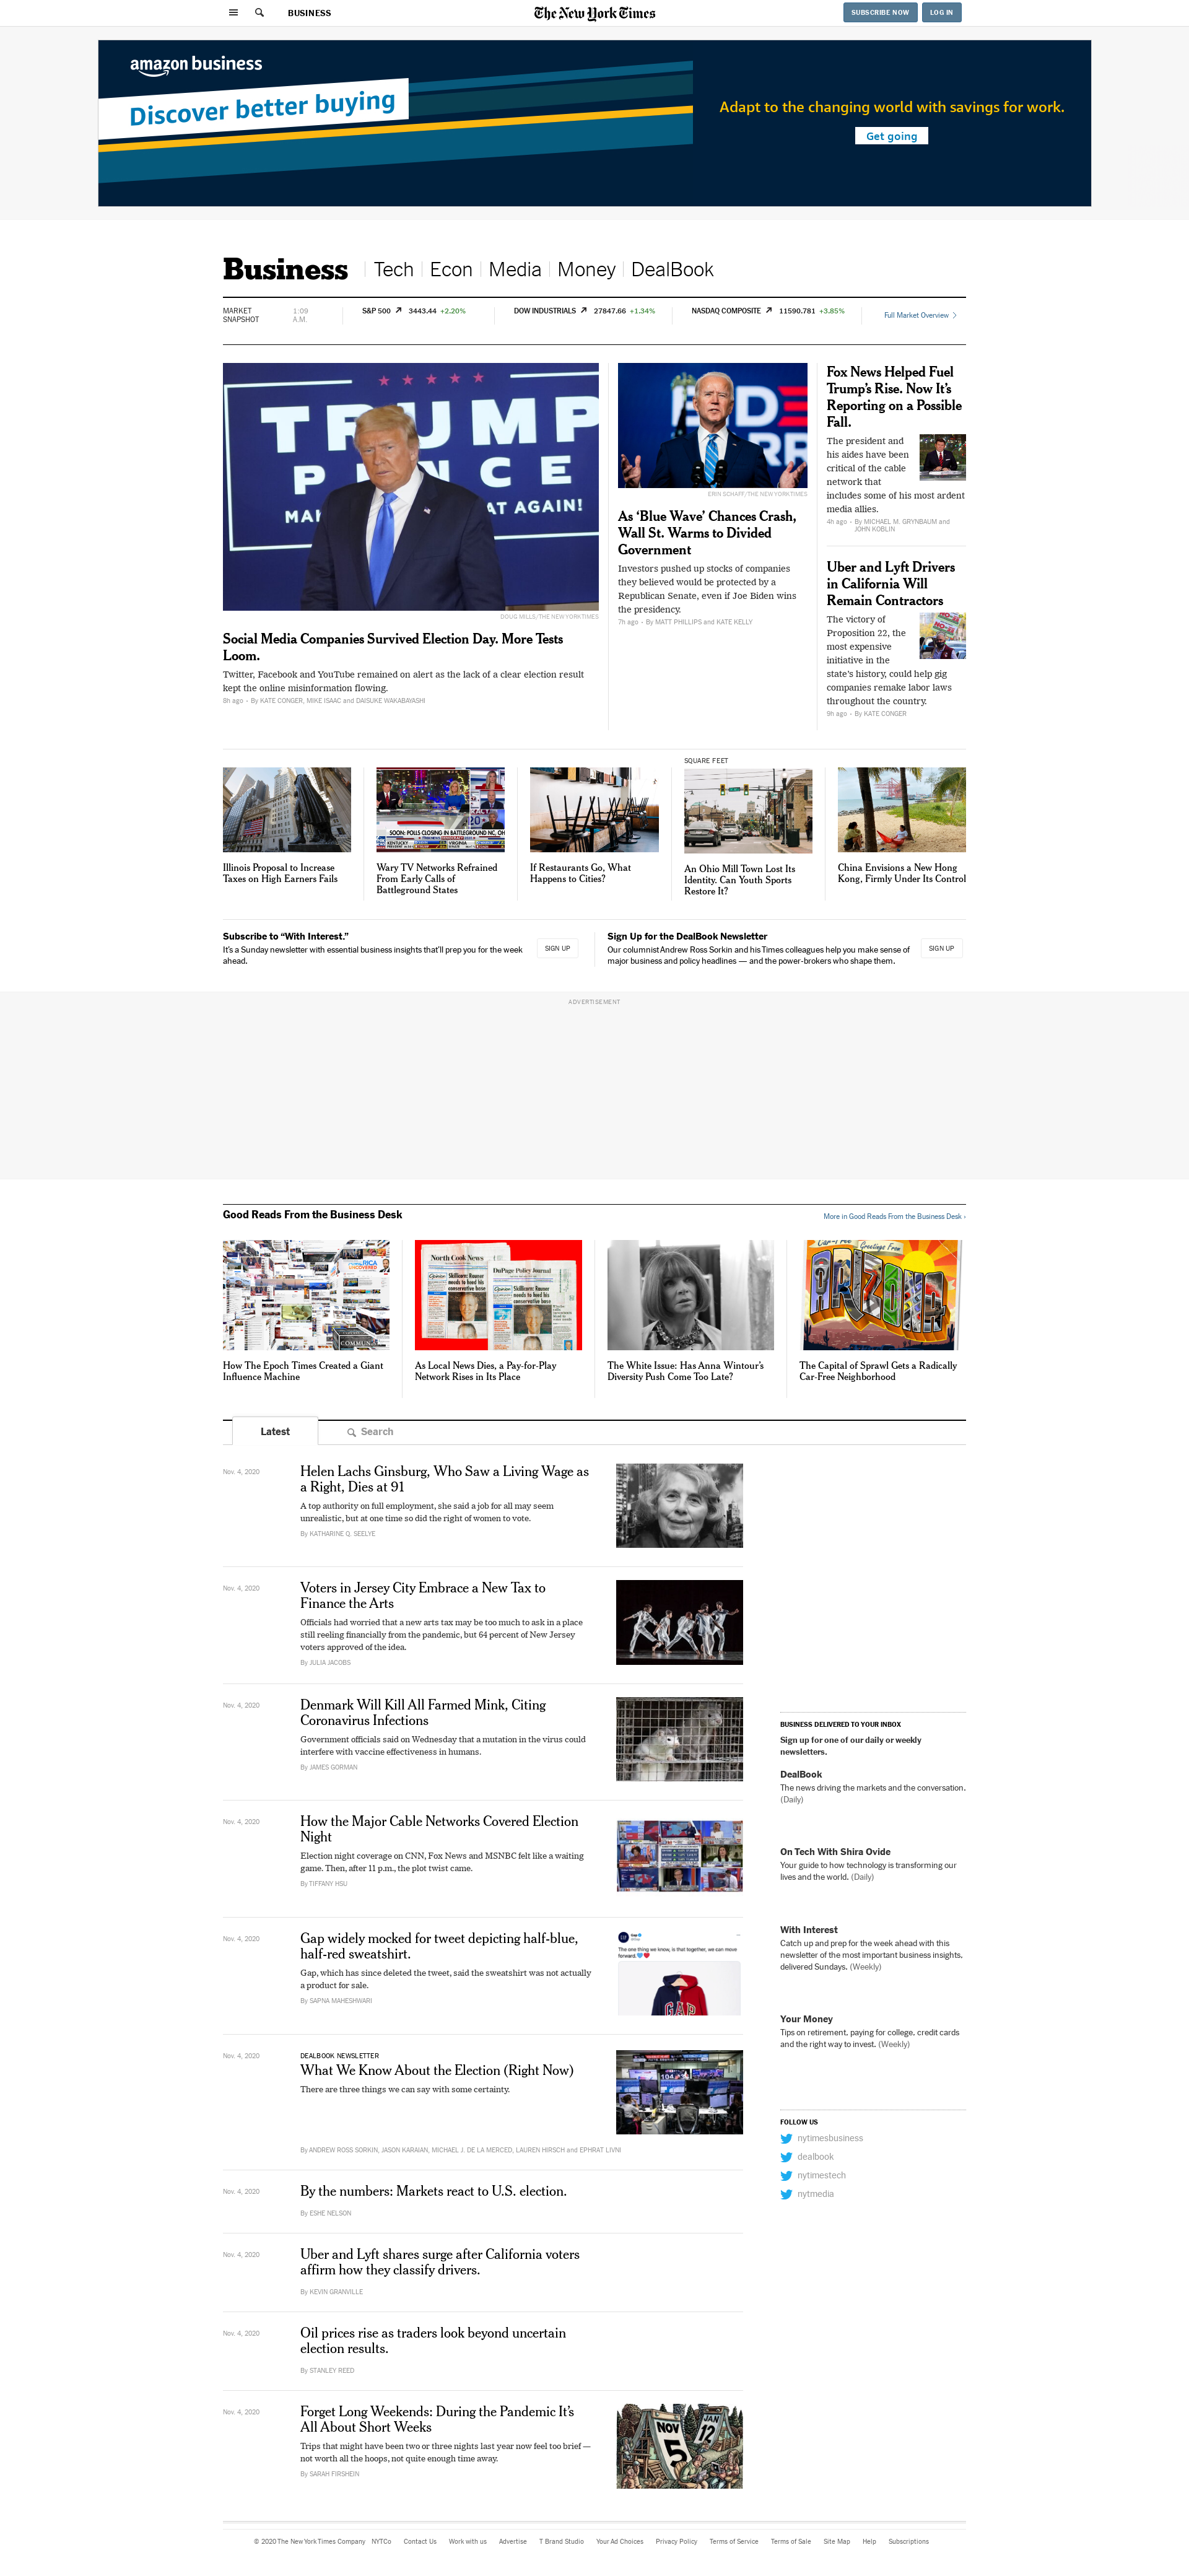 BUSINESS
The New York Times
SUBSCRIBE NOW
LOG IN
amazon business
Discover better buying
Adapt to the changing world with savings for work.
Get going
Business
Tech
Econ
Media
Money
DealBook
MARKET
SNAPSHOT
1:09
A.M.
S&P 500 3443.44 +2.20%
DOW INDUSTRIALS 27847.66 +1.34%
NASDAQ COMPOSITE 11590.781 +3.85%
Full Market Overview
DOUG MILLS/THE NEW YORK TIMES
Social Media Companies Survived Election Day. More Tests
Loom.
Twitter, Facebook and YouTube remained on alert as the lack of a clear election result
kept the online misinformation flowing.
8h ago · By KATE CONGER, MIKE ISAAC and DAISUKE WAKABAYASHI
ERIN SCHAFF/THE NEW YORK TIMES
As ‘Blue Wave’ Chances Crash,
Wall St. Warms to Divided
Government
Investors pushed up stocks of companies
they believed would be protected by a
Republican Senate, even if Joe Biden wins
the presidency.
7h ago · By MATT PHILLIPS and KATE KELLY
Fox News Helped Fuel
Trump’s Rise. Now It’s
Reporting on a Possible
Fall.
The president and
his aides have been
critical of the cable
network that
includes some of his most ardent
media allies.
4h ago · By MICHAEL M. GRYNBAUM and
JOHN KOBLIN
Uber and Lyft Drivers
in California Will
Remain Contractors
The victory of
Proposition 22, the
most expensive
initiative in the
state’s history, could help gig
companies remake labor laws
throughout the country.
9h ago · By KATE CONGER
Illinois Proposal to Increase
Taxes on High Earners Fails
SOON: POLLS CLOSING IN BATTLEGROUND NC, OH
KENTUCKY
VIRGINIA
Wary TV Networks Refrained
From Early Calls of
Battleground States
If Restaurants Go, What
Happens to Cities?
SQUARE FEET
An Ohio Mill Town Lost Its
Identity. Can Youth Sports
Restore It?
China Envisions a New Hong
Kong, Firmly Under Its Control
Subscribe to “With Interest.”
It’s a Sunday newsletter with essential business insights that’ll prep you for the week
ahead.
SIGN UP
Sign Up for the DealBook Newsletter
Our columnist Andrew Ross Sorkin and his Times colleagues help you make sense of
major business and policy headlines — and the power-brokers who shape them.
SIGN UP
ADVERTISEMENT
Good Reads From the Business Desk
More in Good Reads From the Business Desk ›
How The Epoch Times Created a Giant
Influence Machine
North Cook News
DuPage Policy Journal
As Local News Dies, a Pay-for-Play
Network Rises in Its Place
The White Issue: Has Anna Wintour’s
Diversity Push Come Too Late?
Greetings From
ARIZONA
The Capital of Sprawl Gets a Radically
Car-Free Neighborhood
Latest
Search
Nov. 4, 2020
Helen Lachs Ginsburg, Who Saw a Living Wage as
a Right, Dies at 91
A top authority on full employment, she said a job for all may seem
unrealistic, but at one time so did the right of women to vote.
By KATHARINE Q. SEELYE
Nov. 4, 2020
Voters in Jersey City Embrace a New Tax to
Finance the Arts
Officials had worried that a new arts tax may be too much to ask in a place
still reeling financially from the pandemic, but 64 percent of New Jersey
voters approved of the idea.
By JULIA JACOBS
Nov. 4, 2020
Denmark Will Kill All Farmed Mink, Citing
Coronavirus Infections
Government officials said on Wednesday that a mutation in the virus could
interfere with vaccine effectiveness in humans.
By JAMES GORMAN
Nov. 4, 2020
How the Major Cable Networks Covered Election
Night
Election night coverage on CNN, Fox News and MSNBC felt like a waiting
game. Then, after 11 p.m., the plot twist came.
By TIFFANY HSU
Nov. 4, 2020
Gap widely mocked for tweet depicting half-blue,
half-red sweatshirt.
Gap, which has since deleted the tweet, said the sweatshirt was not actually
a product for sale.
By SAPNA MAHESHWARI
The one thing we know, is that together, we can move
forward.
GAP
Nov. 4, 2020
DEALBOOK NEWSLETTER
What We Know About the Election (Right Now)
There are three things we can say with some certainty.
By ANDREW ROSS SORKIN, JASON KARAIAN, MICHAEL J. DE LA MERCED, LAUREN HIRSCH and EPHRAT LIVNI
Nov. 4, 2020
By the numbers: Markets react to U.S. election.
By ESHE NELSON
Nov. 4, 2020
Uber and Lyft shares surge after California voters
affirm how they classify drivers.
By KEVIN GRANVILLE
Nov. 4, 2020
Oil prices rise as traders look beyond uncertain
election results.
By STANLEY REED
Nov. 4, 2020
Forget Long Weekends: During the Pandemic It’s
All About Short Weeks
Trips that might have been two or three nights last year now feel too brief —
not worth all the hoops, not quite enough time away.
By SARAH FIRSHEIN
NOV
5
JAN
12
BUSINESS DELIVERED TO YOUR INBOX
Sign up for one of our daily or weekly
newsletters.
DealBook
The news driving the markets and the conversation.
(Daily)
On Tech With Shira Ovide
Your guide to how technology is transforming our
lives and the world. (Daily)
With Interest
Catch up and prep for the week ahead with this
newsletter of the most important business insights,
delivered Sundays. (Weekly)
Your Money
Tips on retirement, paying for college, credit cards
and the right way to invest. (Weekly)
FOLLOW US
nytimesbusiness
dealbook
nytimestech
nytmedia
© 2020 The New York Times Company NYTCo Contact Us Work with us Advertise T Brand Studio Your Ad Choices Privacy Policy Terms of Service Terms of Sale Site Map Help Subscriptions